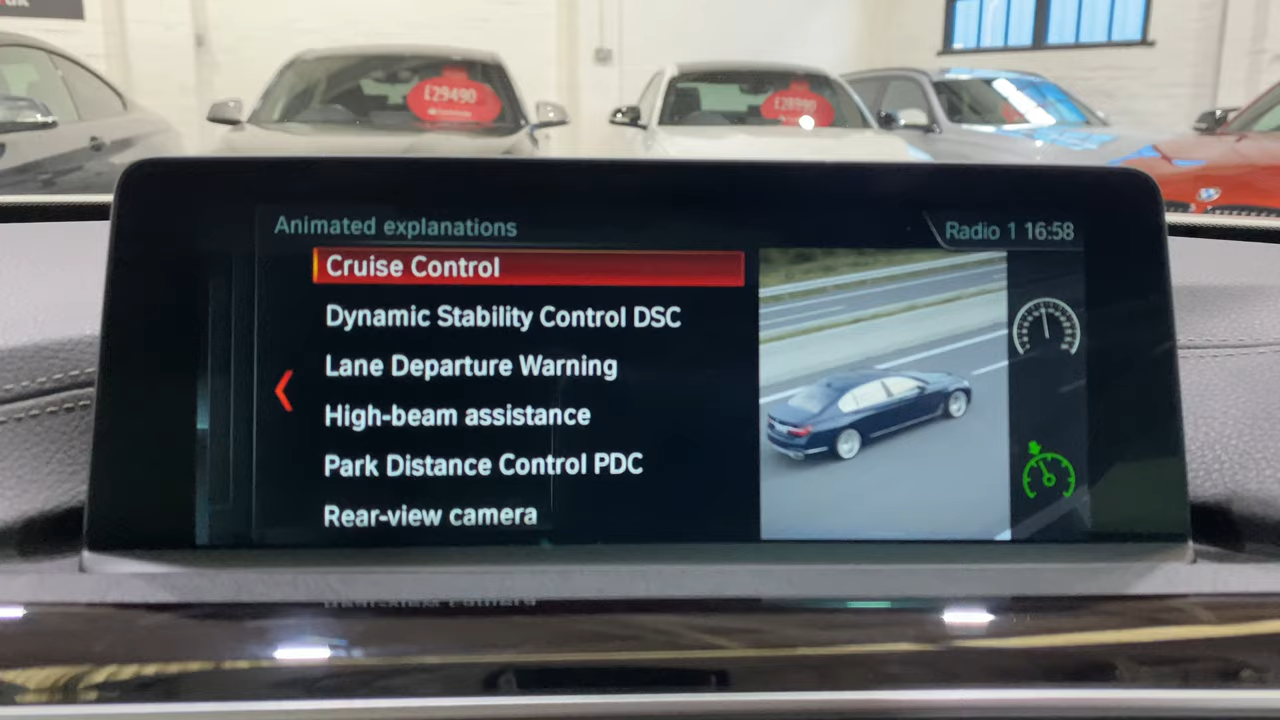 £29490
£28990
Animated explanations
Radio 1 16:58
Cruise Control
Dynamic Stability Control DSC
Lane Departure Warning
High-beam assistance
Park Distance Control PDC
Rear-view camera